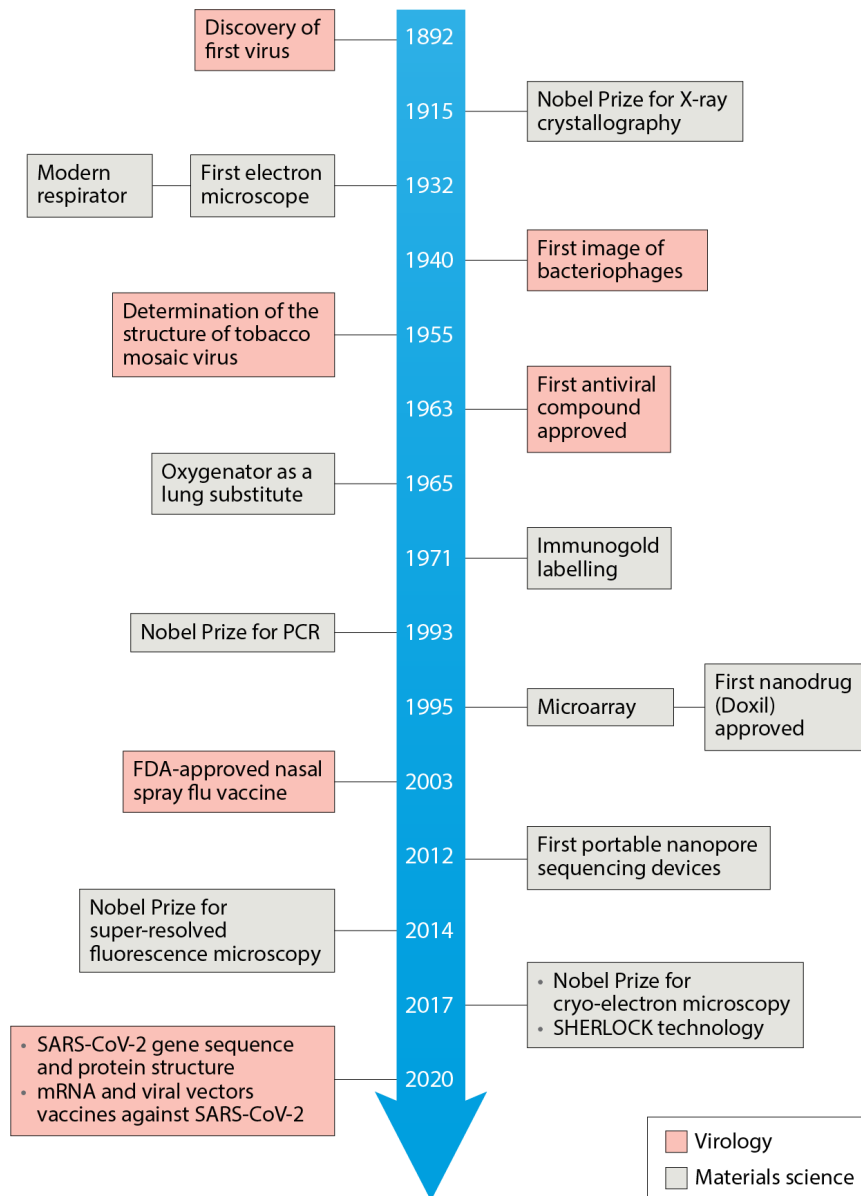 Discovery of
first virus
1892
1915
Nobel Prize for X-ray
crystallography
Modern
respirator
First electron
microscope
1932
1940
First image of
bacteriophages
Determination of the
structure of tobacco
mosaic virus
1955
1963
First antiviral
compound
approved
Oxygenator as a
lung substitute
1965
1971
Immunogold
labelling
Nobel Prize for PCR
1993
1995
Microarray
First nanodrug
(Doxil)
approved
FDA-approved nasal
spray flu vaccine
2003
2012
First portable nanopore
sequencing devices
Nobel Prize for
super-resolved
fluorescence microscopy
2014
2017
• Nobel Prize for
cryo-electron microscopy
• SHERLOCK technology
• SARS-CoV-2 gene sequence
and protein structure
• mRNA and viral vectors
vaccines against SARS-CoV-2
2020
Virology
Materials science